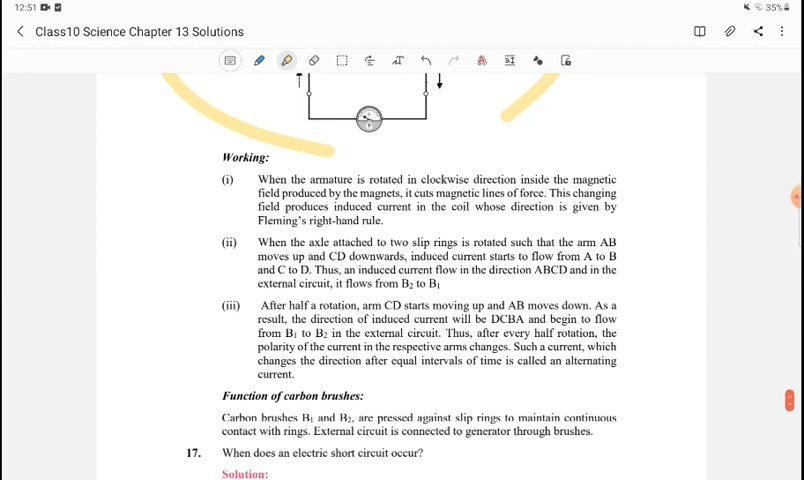 12:51
35%
Class10 Science Chapter 13 Solutions
Working:
(i) When the armature is rotated in clockwise direction inside the magnetic
field produced by the magnets, it cuts magnetic lines of force. This changing
field produces induced current in the coil whose direction is given by
Fleming's right-hand rule.
(ii) When the axle attached to two slip rings is rotated such that the arm AB
moves up and CD downwards, induced current starts to flow from A to B
and C to D. Thus, an induced current flow in the direction ABCD and in the
external circuit, it flows from B₂ to B₁
(iii) After half a rotation, arm CD starts moving up and AB moves down. As a
result, the direction of induced current will be DCBA and begin to flow
from B₁ to B₂ in the external circuit. Thus, after every half rotation, the
polarity of the current in the respective arms changes. Such a current, which
changes the direction after equal intervals of time is called an alternating
current.
Function of carbon brushes:
Carbon brushes B₁ and B₂, are pressed against slip rings to maintain continuous
contact with rings. External circuit is connected to generator through brushes.
17. When does an electric short circuit occur?
Solution: